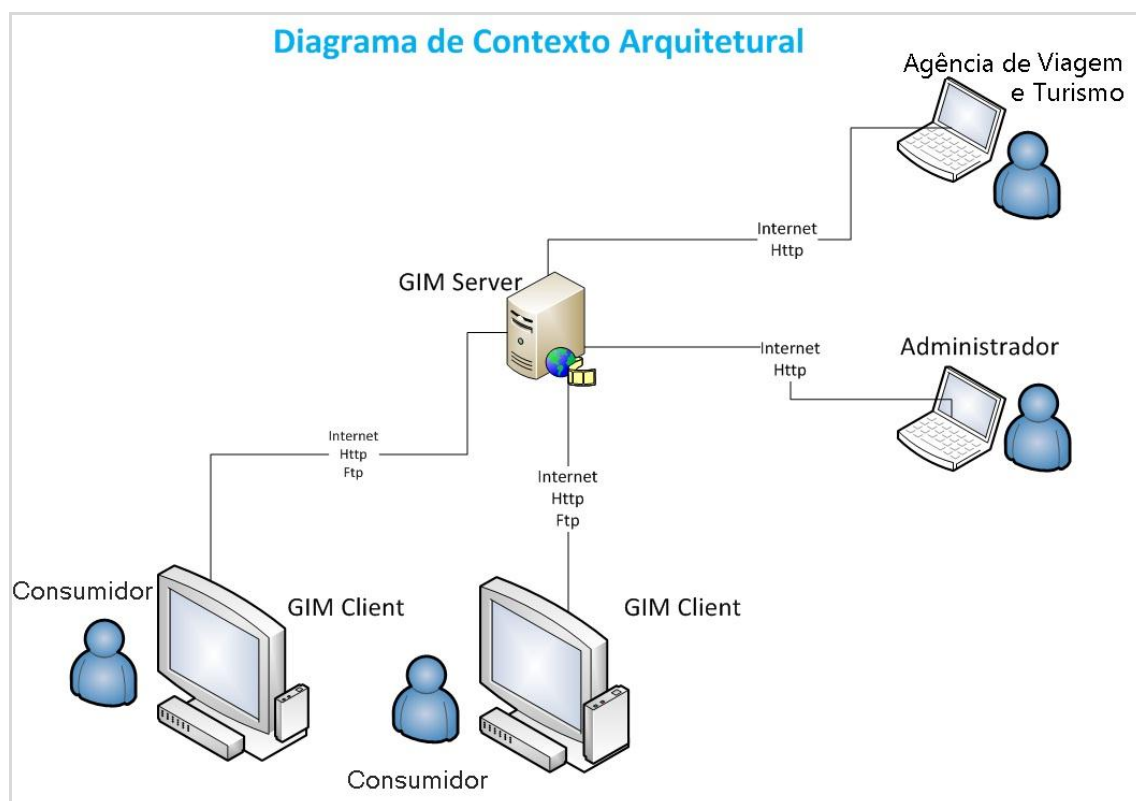 Diagrama de Contexto Arquitetural
Agência de Viagem
e Turismo
Internet
Http
GIM Server
Internet
Http
Administrador
Internet
Http
Ftp
Internet
Http
Ftp
Consumidor
GIM Client
GIM Client
Consumidor